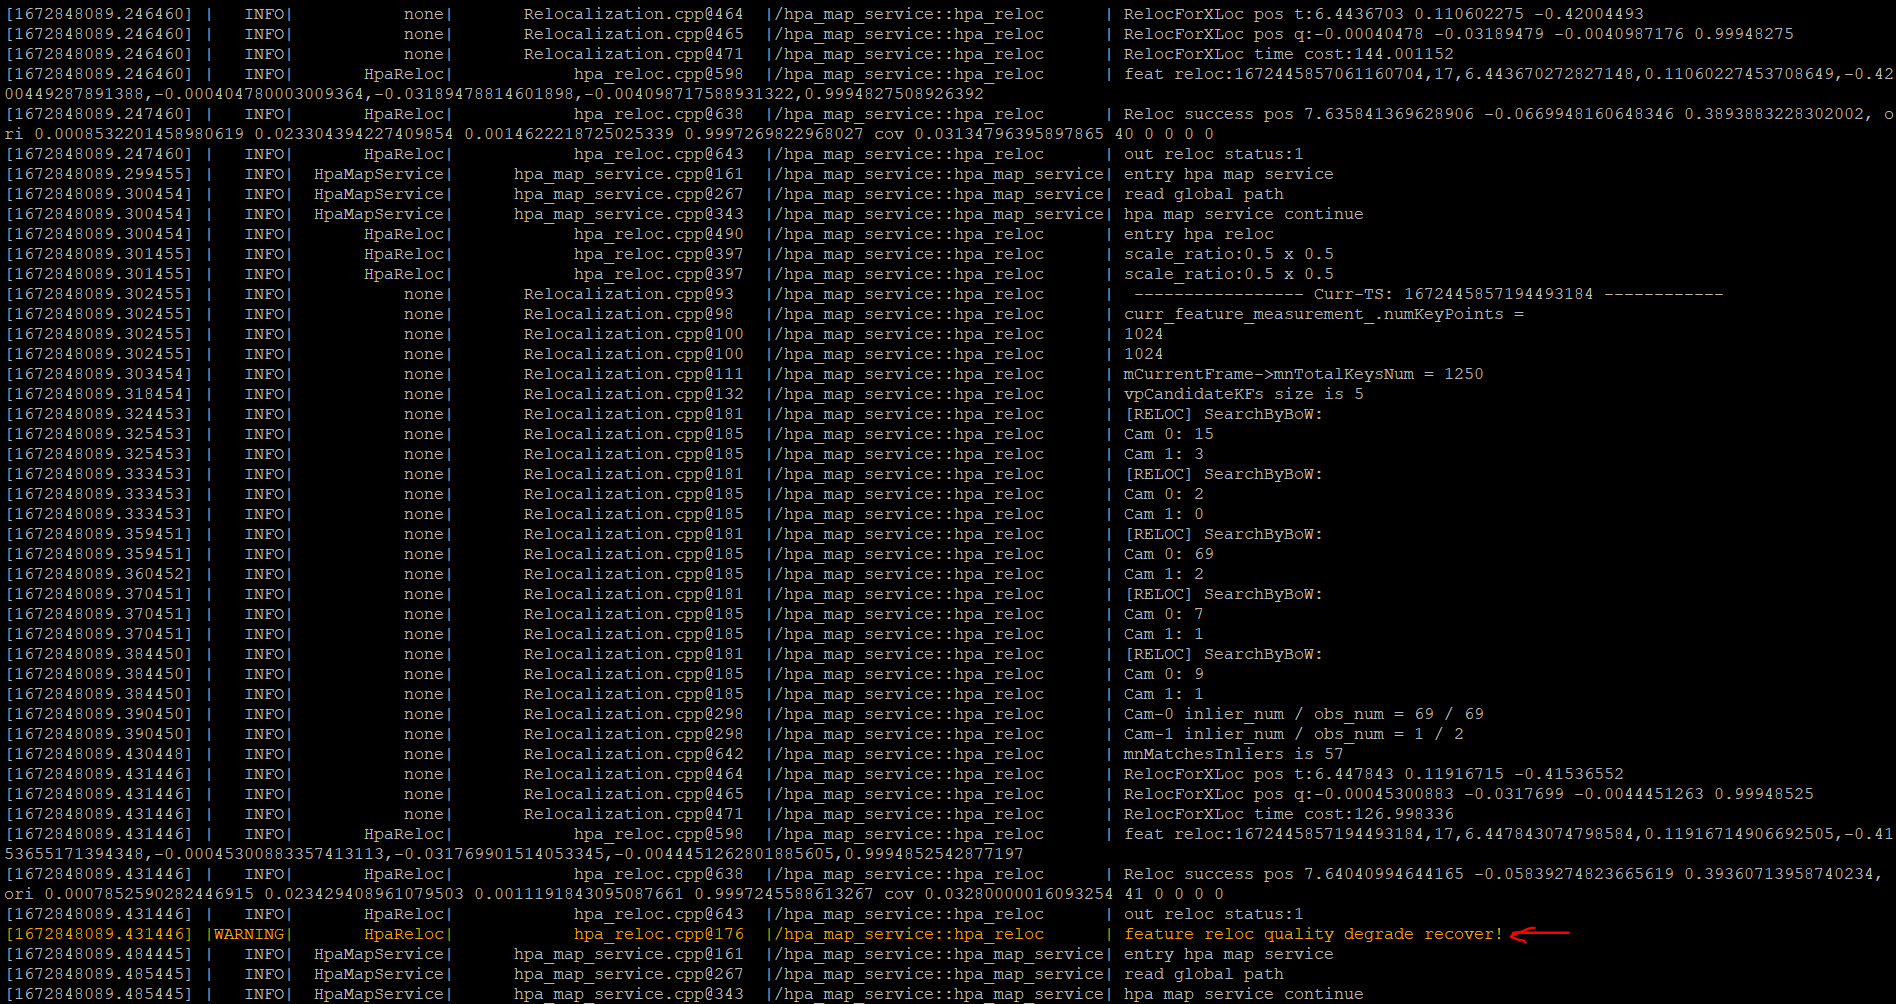 [1672848089.246460] | INFO| none| Relocalization.cpp@464 |/hpa_map_service::hpa_reloc | RelocForXLoc pos t:6.4436703 0.110602275 -0.42004493
[1672848089.246460] | INFO| none| Relocalization.cpp@465 |/hpa_map_service::hpa_reloc | RelocForXLoc pos q:-0.00040478 -0.03189479 -0.0040987176 0.99948275
[1672848089.246460] | INFO| none| Relocalization.cpp@471 |/hpa_map_service::hpa_reloc | RelocForXLoc time cost:144.001152
[1672848089.246460] | INFO| HpaReloc| hpa_reloc.cpp@598 |/hpa_map_service::hpa_reloc | feat reloc:1672445857061160704,17,6.443670272827148,0.11060227453708649,-0.42
00449287891388,-0.000404780003009364,-0.03189478814601898,-0.004098717588931322,0.9994827508926392
[1672848089.247460] | INFO| HpaReloc| hpa_reloc.cpp@638 |/hpa_map_service::hpa_reloc | Reloc success pos 7.635841369628906 -0.0669948160648346 0.3893883228302002, o
ri 0.0008532201458980619 0.023304394227409854 0.00146222187250253​39 0.9997269822968027 cov 0.03134796395897865 40 0 0 0 0
[1672848089.247460] | INFO| HpaReloc| hpa_reloc.cpp@643 |/hpa_map_service::hpa_reloc | out reloc status:1
[1672848089.299455] | INFO| HpaMapService| hpa_map_service.cpp@161 |/hpa_map_service::hpa_map_service| entry hpa map service
[1672848089.300454] | INFO| HpaMapService| hpa_map_service.cpp@267 |/hpa_map_service::hpa_map_service| read global path
[1672848089.300454] | INFO| HpaMapService| hpa_map_service.cpp@343 |/hpa_map_service::hpa_map_service| hpa map service continue
[1672848089.300454] | INFO| HpaReloc| hpa_reloc.cpp@490 |/hpa_map_service::hpa_reloc | entry hpa reloc
[1672848089.301455] | INFO| HpaReloc| hpa_reloc.cpp@397 |/hpa_map_service::hpa_reloc | scale_ratio:0.5 x 0.5
[1672848089.301455] | INFO| HpaReloc| hpa_reloc.cpp@397 |/hpa_map_service::hpa_reloc | scale_ratio:0.5 x 0.5
[1672848089.302455] | INFO| none| Relocalization.cpp@93 |/hpa_map_service::hpa_reloc | ----------------- Curr-TS: 1672445857194493184 ------------
[1672848089.302455] | INFO| none| Relocalization.cpp@98 |/hpa_map_service::hpa_reloc | curr_feature_measurement_.numKeyPoints =
[1672848089.302455] | INFO| none| Relocalization.cpp@100 |/hpa_map_service::hpa_reloc | 1024
[1672848089.302455] | INFO| none| Relocalization.cpp@100 |/hpa_map_service::hpa_reloc | 1024
[1672848089.303454] | INFO| none| Relocalization.cpp@111 |/hpa_map_service::hpa_reloc | mCurrentFrame->mnTotalKeysNum = 1250
[1672848089.318454] | INFO| none| Relocalization.cpp@132 |/hpa_map_service::hpa_reloc | vpCandidateKFs size is 5
[1672848089.324453] | INFO| none| Relocalization.cpp@181 |/hpa_map_service::hpa_reloc | [RELOC] SearchByBoW:
[1672848089.325453] | INFO| none| Relocalization.cpp@185 |/hpa_map_service::hpa_reloc | Cam 0: 15
[1672848089.325453] | INFO| none| Relocalization.cpp@185 |/hpa_map_service::hpa_reloc | Cam 1: 3
[1672848089.333453] | INFO| none| Relocalization.cpp@181 |/hpa_map_service::hpa_reloc | [RELOC] SearchByBoW:
[1672848089.333453] | INFO| none| Relocalization.cpp@185 |/hpa_map_service::hpa_reloc | Cam 0: 2
[1672848089.333453] | INFO| none| Relocalization.cpp@185 |/hpa_map_service::hpa_reloc | Cam 1: 0
[1672848089.359451] | INFO| none| Relocalization.cpp@181 |/hpa_map_service::hpa_reloc | [RELOC] SearchByBoW:
[1672848089.359451] | INFO| none| Relocalization.cpp@185 |/hpa_map_service::hpa_reloc | Cam 0: 69
[1672848089.360452] | INFO| none| Relocalization.cpp@185 |/hpa_map_service::hpa_reloc | Cam 1: 2
[1672848089.370451] | INFO| none| Relocalization.cpp@181 |/hpa_map_service::hpa_reloc | [RELOC] SearchByBoW:
[1672848089.370451] | INFO| none| Relocalization.cpp@185 |/hpa_map_service::hpa_reloc | Cam 0: 7
[1672848089.370451] | INFO| none| Relocalization.cpp@185 |/hpa_map_service::hpa_reloc | Cam 1: 1
[1672848089.384450] | INFO| none| Relocalization.cpp@181 |/hpa_map_service::hpa_reloc | [RELOC] SearchByBoW:
[1672848089.384450] | INFO| none| Relocalization.cpp@185 |/hpa_map_service::hpa_reloc | Cam 0: 9
[1672848089.384450] | INFO| none| Relocalization.cpp@185 |/hpa_map_service::hpa_reloc | Cam 1: 1
[1672848089.390450] | INFO| none| Relocalization.cpp@298 |/hpa_map_service::hpa_reloc | Cam-0 inlier_num / obs_num = 69 / 69
[1672848089.390450] | INFO| none| Relocalization.cpp@298 |/hpa_map_service::hpa_reloc | Cam-1 inlier_num / obs_num = 1 / 2
[1672848089.430448] | INFO| none| Relocalization.cpp@642 |/hpa_map_service::hpa_reloc | mnMatchesInliers is 57
[1672848089.431446] | INFO| none| Relocalization.cpp@464 |/hpa_map_service::hpa_reloc | RelocForXLoc pos t:6.447843 0.11916715 -0.41536552
[1672848089.431446] | INFO| none| Relocalization.cpp@465 |/hpa_map_service::hpa_reloc | RelocForXLoc pos q:-0.00045300883 -0.0317699 -0.0044451263 0.99948525
[1672848089.431446] | INFO| none| Relocalization.cpp@471 |/hpa_map_service::hpa_reloc | RelocForXLoc time cost:126.998336
[1672848089.431446] | INFO| HpaReloc| hpa_reloc.cpp@598 |/hpa_map_service::hpa_reloc | feat reloc:1672445857194493184,17,6.447843074798584,0.11916714906692505,-0.41
53655171394348,-0.00045300883357413113,-0.031769901514053345,-0.0044451262801885605,0.9994852542877197
[1672848089.431446] | INFO| HpaReloc| hpa_reloc.cpp@638 |/hpa_map_service::hpa_reloc | Reloc success pos 7.64040994644165 -0.05839274823665619 0.39360713958740234,
ori 0.0007852590282446915 0.023429408961079503 0.0011191843095087661 0.9997245588613267 cov 0.03280000016093254 41 0 0 0 0
[1672848089.431446] | INFO| HpaReloc| hpa_reloc.cpp@643 |/hpa_map_service::hpa_reloc | out reloc status:1
[1672848089.431446] |WARNING| HpaReloc| hpa_reloc.cpp@176 |/hpa_map_service::hpa_reloc | feature reloc quality degrade recover!
[1672848089.484445] | INFO| HpaMapService| hpa_map_service.cpp@161 |/hpa_map_service::hpa_map_service| entry hpa map service
[1672848089.485445] | INFO| HpaMapService| hpa_map_service.cpp@267 |/hpa_map_service::hpa_map_service| read global path
[1672848089.485445] | INFO| HpaMapService| hpa_map_service.cpp@343 |/hpa_map_service::hpa_map_service| hpa map service continue